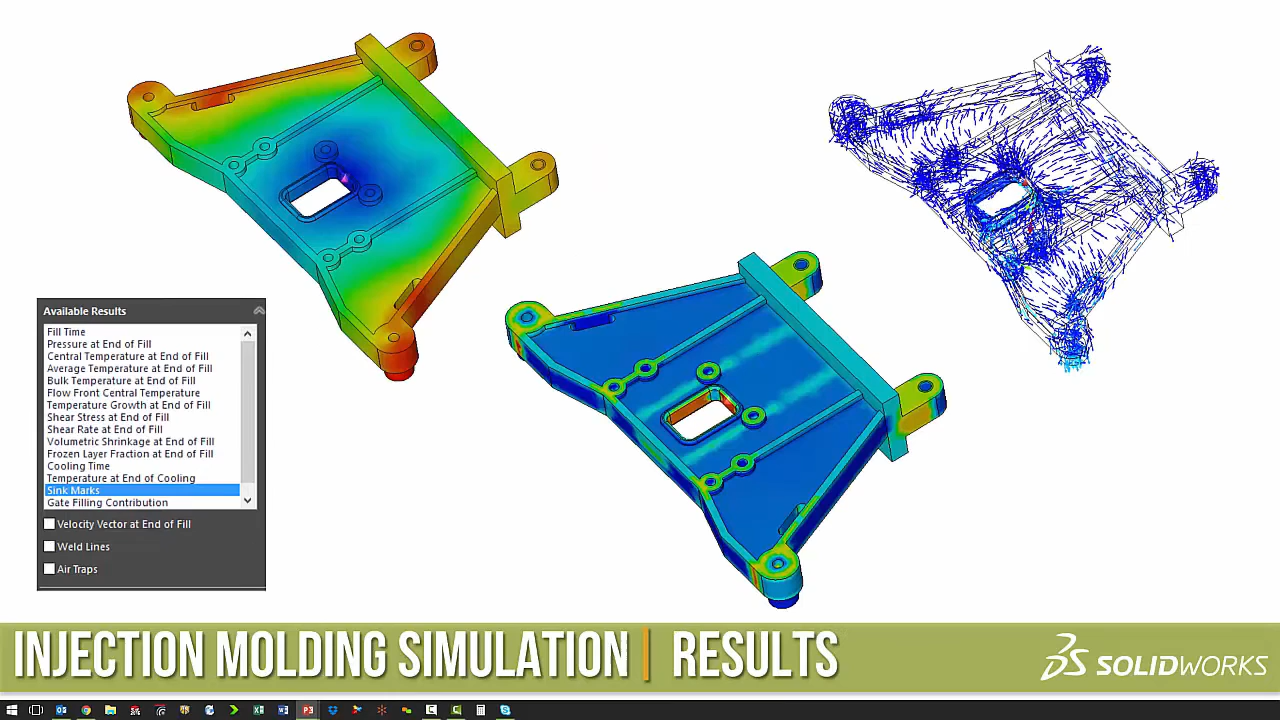 Available Results
Fill Time
Pressure at End of Fill
Central Temperature at End of Fill
Average Temperature at End of Fill
Bulk Temperature at End of Fill
Flow Front Central Temperature
Temperature Growth at End of Fill
Shear Stress at End of Fill
Shear Rate at End of Fill
Volumetric Shrinkage at End of Fill
Frozen Layer Fraction at End of Fill
Cooling Time
Temperature at End of Cooling
Sink Marks
Gate Filling Contribution
Velocity Vector at End of Fill
Weld Lines
Air Traps
INJECTION MOLDING SIMULATION | RESULTS
SOLIDWORKS